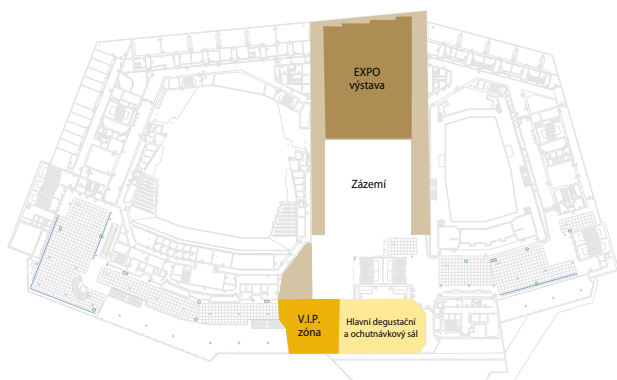 EXPO
výstava
Zázemí
V.I.P.
zóna
Hlavní degustační
a ochutnávkový sál